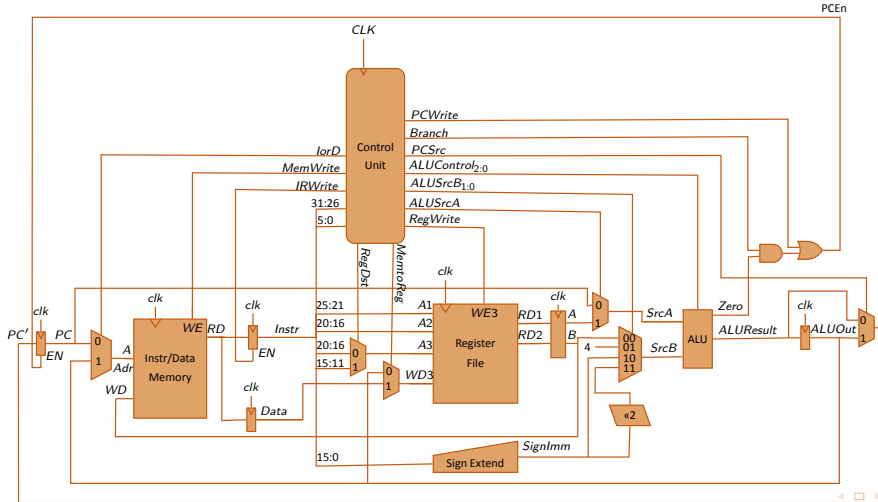 PCEn
CLK
PCWrite
Branch
PCSrc
ALUControl2:0
ALUSrcB1:0
ALUSrcA
RegWrite
Control
Unit
IorD
MemWrite
IRWrite
31:26
5:0
RegDst
MemtoReg
clk
PC′
PC
EN
0
1
A
Adr
WD
clk
WE
RD
Instr/Data
Memory
clk
Instr
EN
clk
Data
25:21
20:16
20:16
15:11
15:0
0
1
0
1
clk
A1
A2
A3
WD3
WE3
RD1
RD2
Register
File
clk
A
B
0
1
4
00
01
10
11
SrcA
SrcB
ALU
Zero
ALUResult
clk
ALUOut
0
1
«2
SignImm
Sign Extend